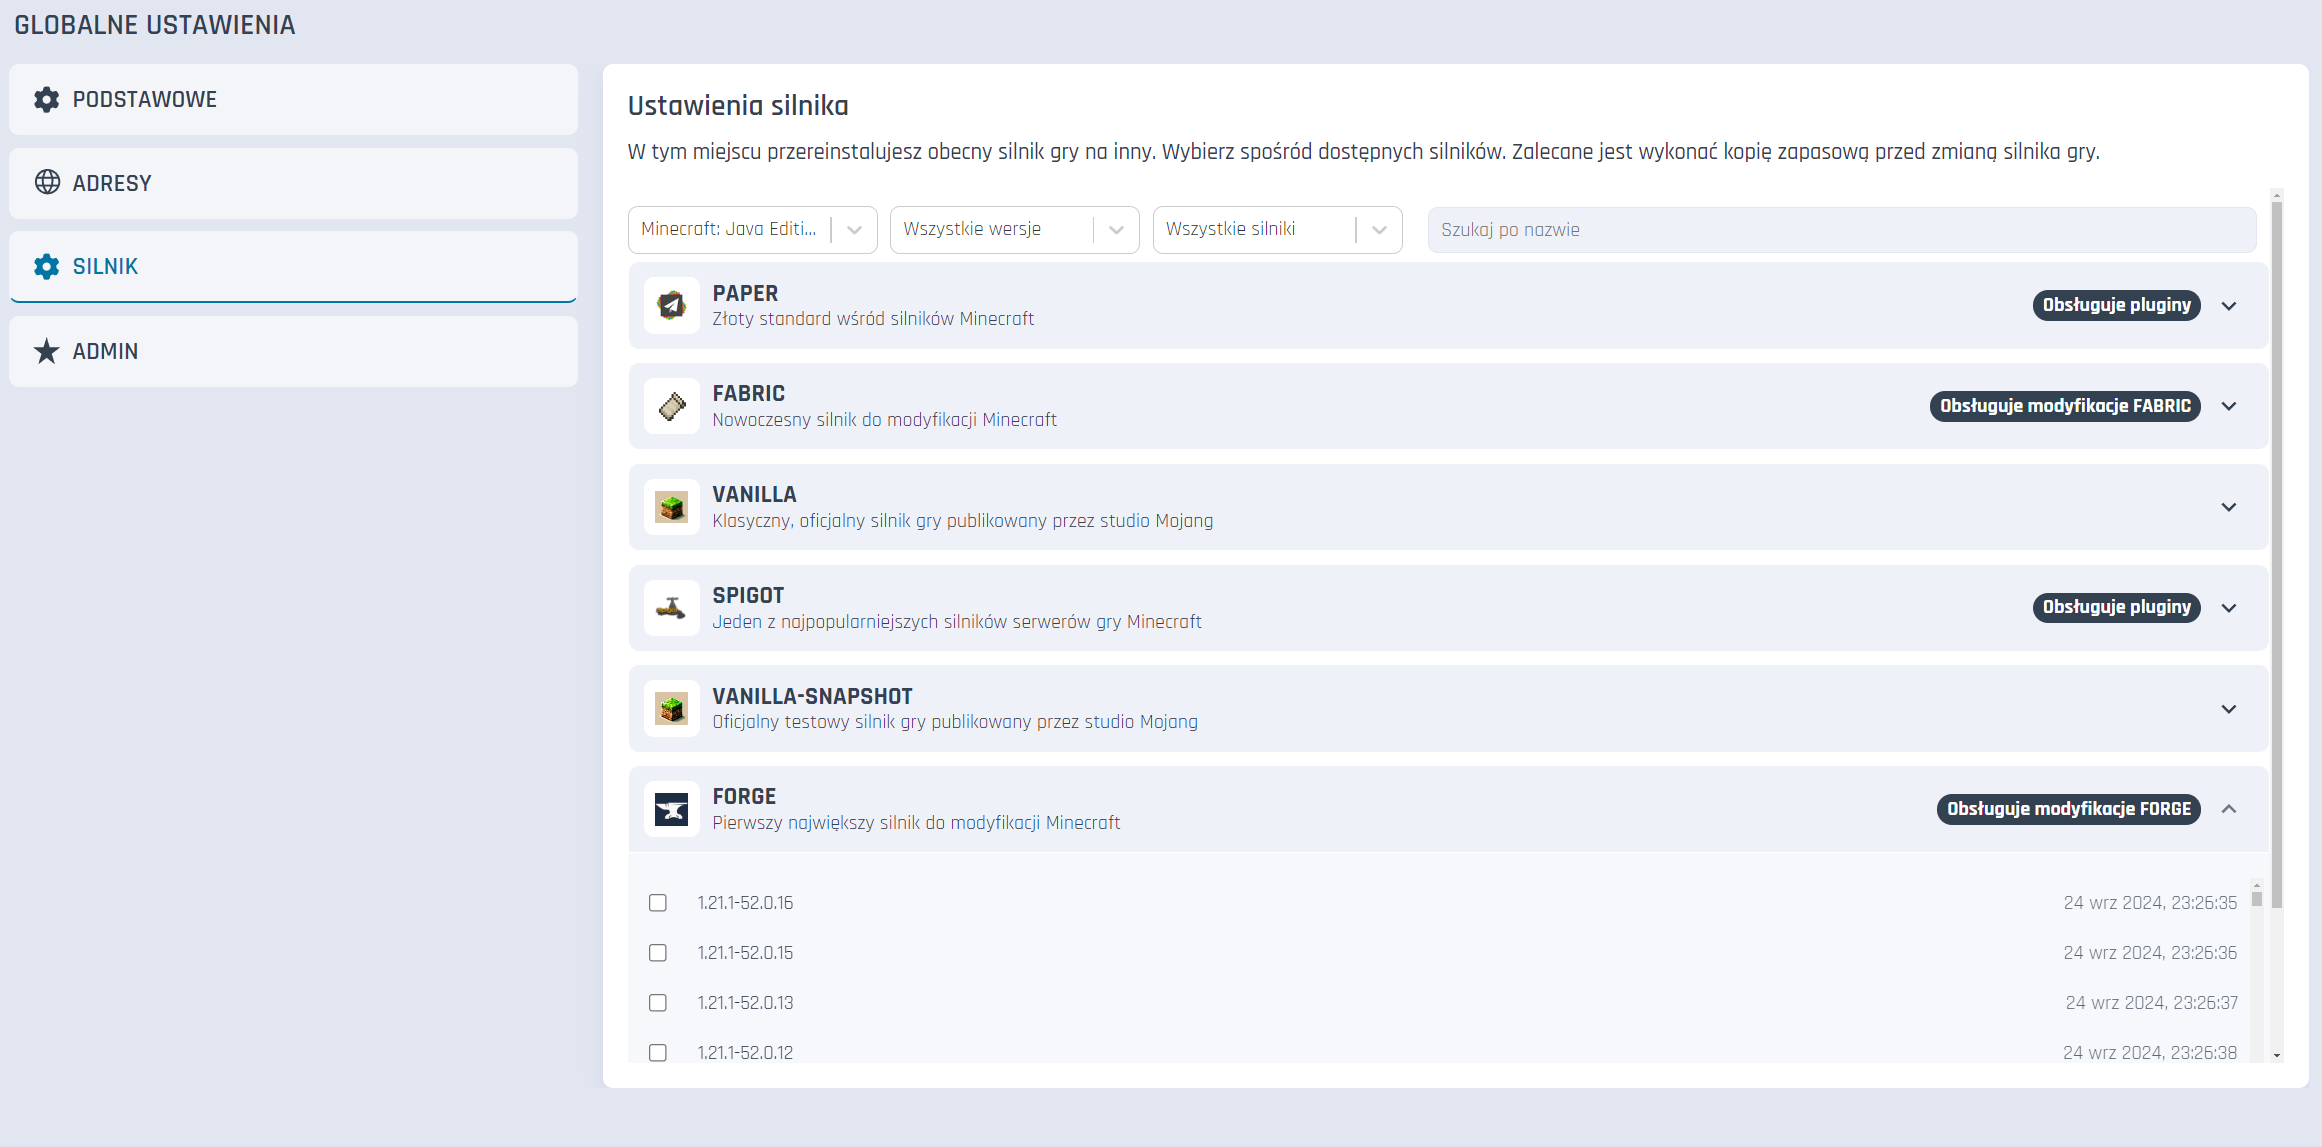 GLOBALNE USTAWIENIA
PODSTAWOWE
ADRESY
SILNIK
ADMIN
Ustawienia silnika
W tym miejscu przereinstalujesz obecny silnik gry na inny. Wybierz spośród dostępnych silników. Zalecane jest wykonać kopię zapasową przed zmianą silnika gry.
Minecraft: Java Editi... Wszystkie wersje Wszystkie silniki Szukaj po nazwie
PAPER
Złoty standard wśród silników Minecraft
Obsługuje pluginy
FABRIC
Nowoczesny silnik do modyfikacji Minecraft
Obsługuje modyfikacje FABRIC
VANILLA
Klasyczny, oficjalny silnik gry publikowany przez studio Mojang
SPIGOT
Jeden z najpopularniejszych silników serwerów gry Minecraft
Obsługuje pluginy
VANILLA-SNAPSHOT
Oficjalny testowy silnik gry publikowany przez studio Mojang
FORGE
Pierwszy największy silnik do modyfikacji Minecraft
Obsługuje modyfikacje FORGE
1.21.1-52.0.16 24 wrz 2024, 23:26:35
1.21.1-52.0.15 24 wrz 2024, 23:26:36
1.21.1-52.0.13 24 wrz 2024, 23:26:37
1.21.1-52.0.12 24 wrz 2024, 23:26:38